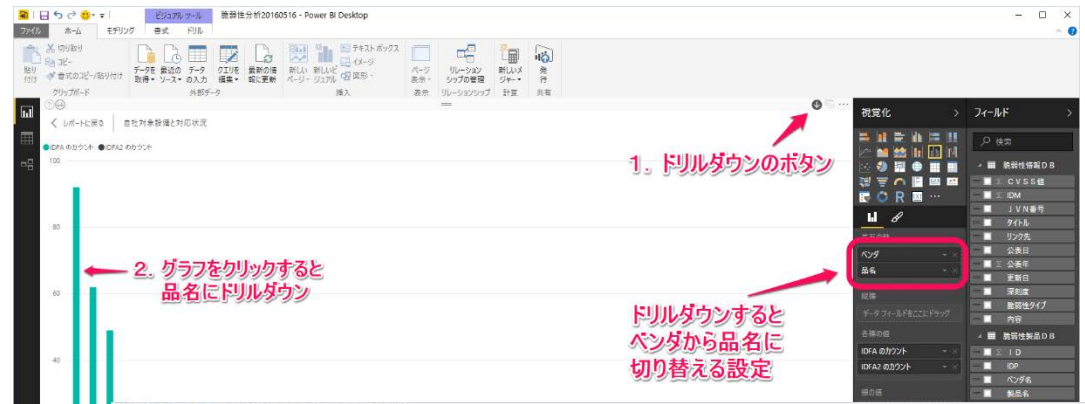 ビジュアル ツール
脆弱性分析20160516 - Power BI Desktop
ファイル ホーム モデリング 書式 ドリル
切り取り
コピー
書式のコピー/貼り付け
貼り付け
クリップボード
データを取得
最近のソース
データの入力
クエリを編集
最新の情報に更新
外部データ
新しいページ
新しいビジュアル
テキスト ボックス
イメージ
図形
挿入
ページ表示
表示
リレーションシップの管理
リレーションシップ
新しいメジャー
計算
発行
共有
レポートに戻る
自社対象設備と対応状況
IDFA のカウント IDFA2 のカウント
100
80
60
40
1. ドリルダウンのボタン
2. グラフをクリックすると
品名にドリルダウン
ドリルダウンすると
ベンダから品名に
切り替える設定
視覚化
R
共有の軸
ベンダ
品名
縦棒
データ フィールドをここにドラッグ
各棒の値
IDFA のカウント
IDFA2 のカウント
線の値
フィールド
検索
脆弱性情報DB
Σ CVSS値
Σ IDM
JVN番号
タイトル
リンク先
公表日
Σ 公表年
更新日
深刻度
脆弱性タイプ
内容
脆弱性製品DB
Σ ID
IDP
ベンダ名
製品名